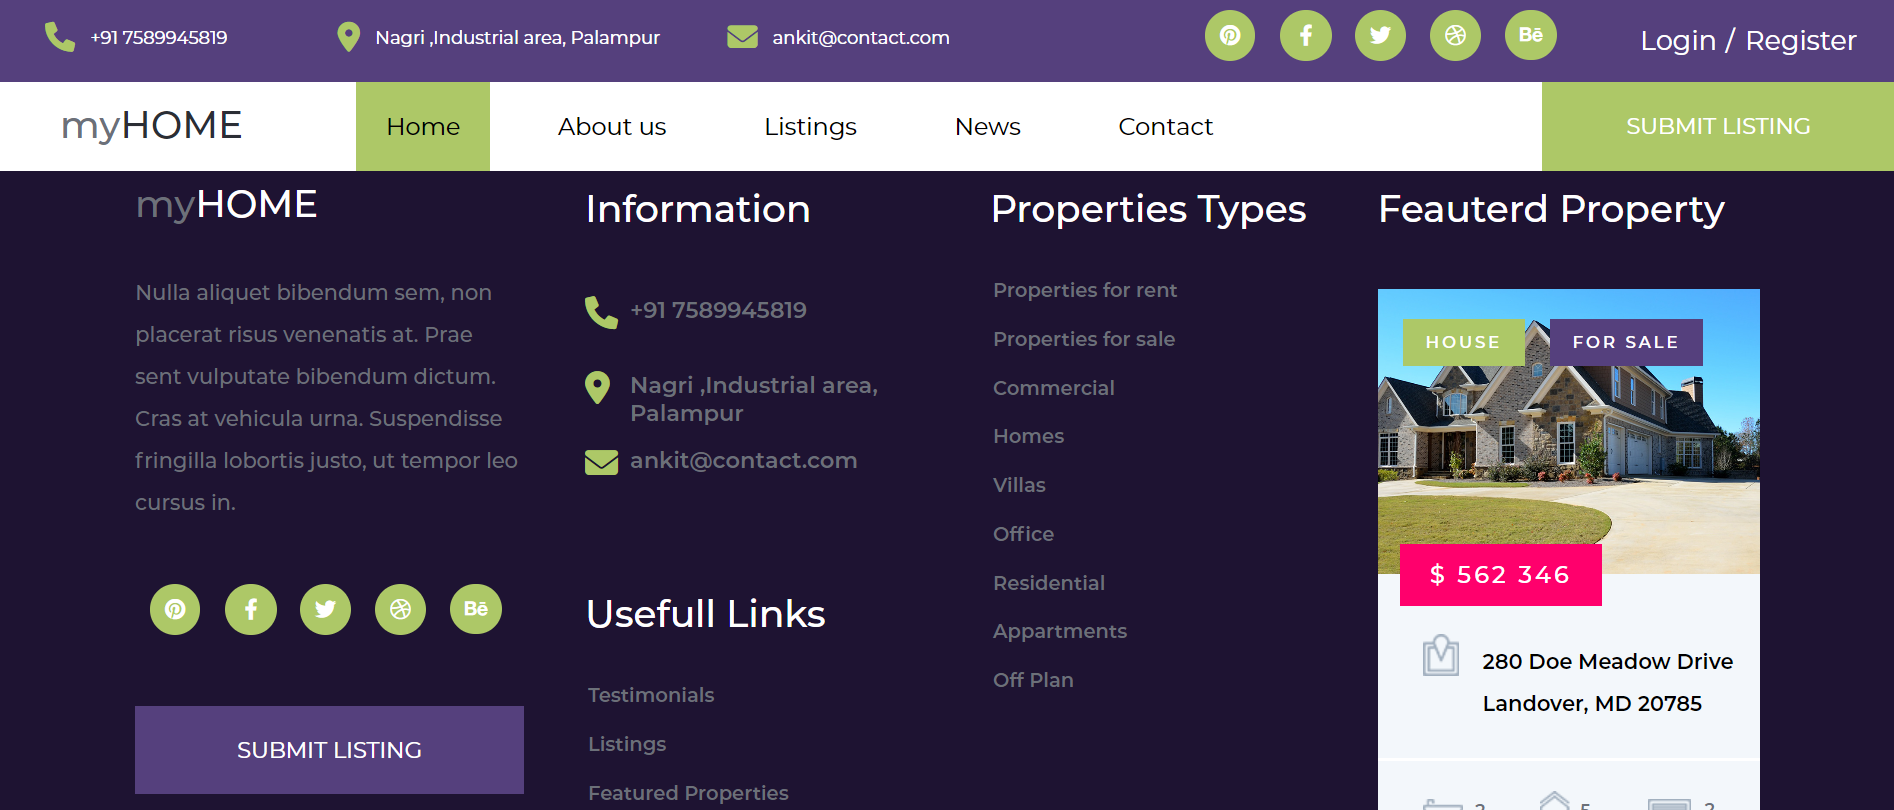 +91 7589945819
Nagri ,Industrial area, Palampur
ankit@contact.com
Bē
Login / Register
myHOME
Home
About us
Listings
News
Contact
SUBMIT LISTING
myHOME
Nulla aliquet bibendum sem, non
placerat risus venenatis at. Prae
sent vulputate bibendum dictum.
Cras at vehicula urna. Suspendisse
fringilla lobortis justo, ut tempor leo
cursus in.
Bē
SUBMIT LISTING
Information
+91 7589945819
Nagri ,Industrial area,
Palampur
ankit@contact.com
Usefull Links
Testimonials
Listings
Featured Properties
Properties Types
Properties for rent
Properties for sale
Commercial
Homes
Villas
Office
Residential
Appartments
Off Plan
Feauterd Property
HOUSE
FOR SALE
$ 562 346
280 Doe Meadow Drive
Landover, MD 20785